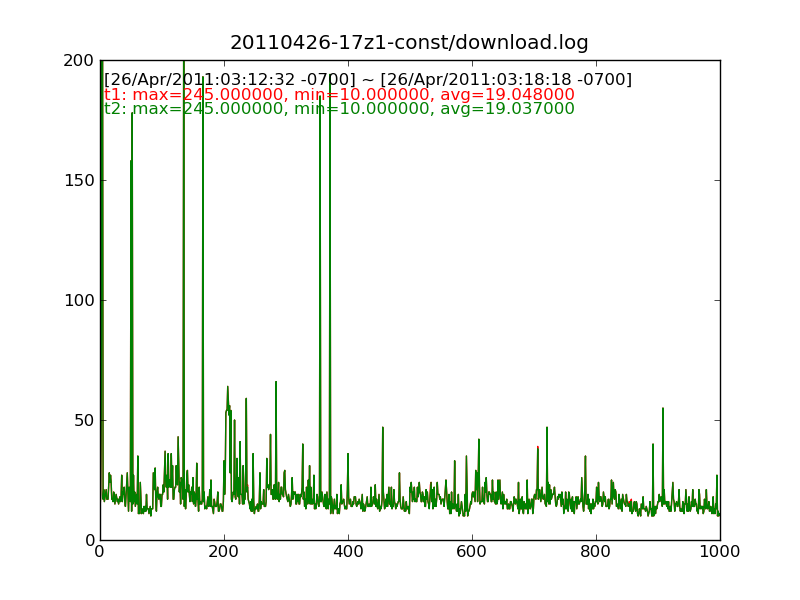 20110426-17z1-const/download.log
[26/Apr/2011:03:12:32 -0700] ~ [26/Apr/2011:03:18:18 -0700]
t1: max=245.000000, min=10.000000, avg=19.048000
t2: max=245.000000, min=10.000000, avg=19.037000
200
150
100
50
0
0 200 400 600 800 1000